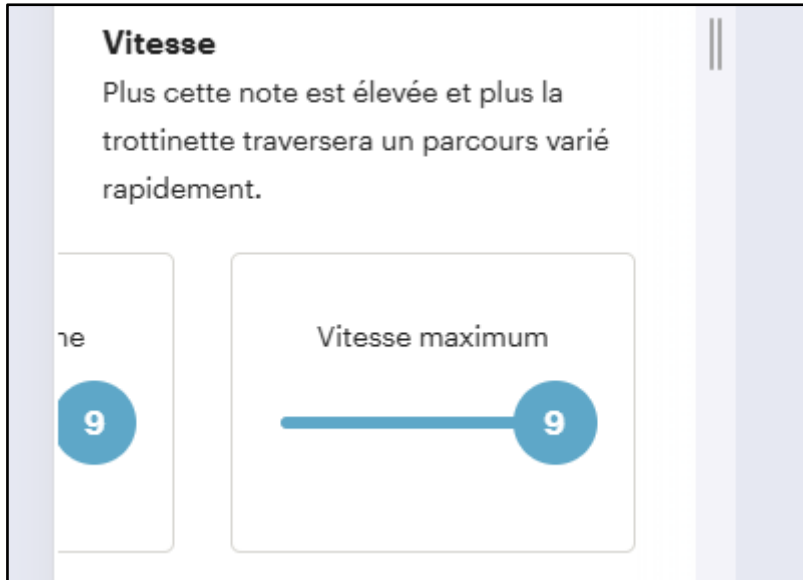 Vitesse
Plus cette note est élevée et plus la
trottinette traversera un parcours varié
rapidement.
Vitesse maximum
9
9